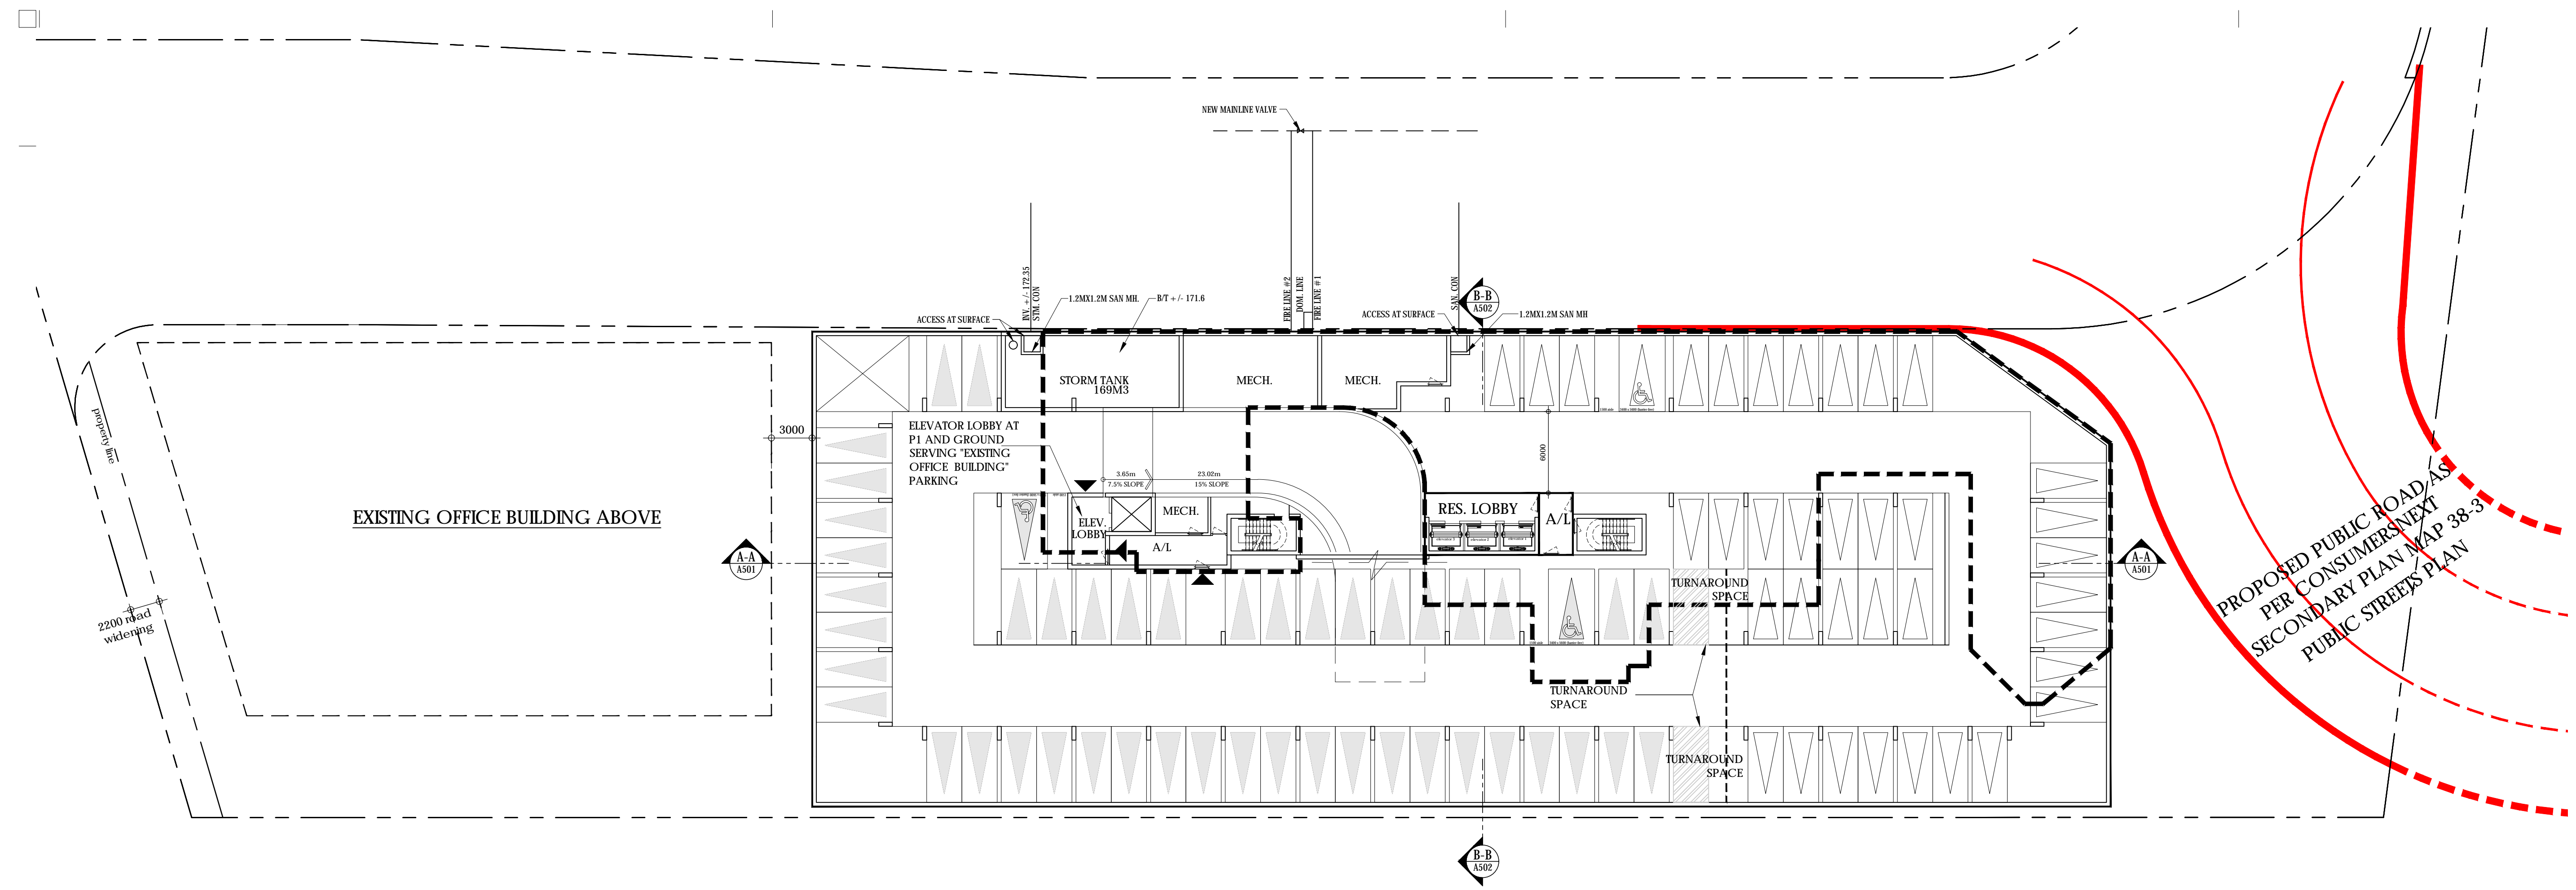 NEW MAINLINE VALVE
INV. +/- 172.35
STM. CON
1.2MX1.2M SAN MH.
B/T +/- 171.6
FIRE LINE #2
DOM. LINE
FIRE LINE #1
SAN. CON
B-B
A502
ACCESS AT SURFACE
ACCESS AT SURFACE
1.2MX1.2M SAN MH
STORM TANK
169M3
MECH.
MECH.
property line
3000
ELEVATOR LOBBY AT
P1 AND GROUND
SERVING "EXISTING
OFFICE BUILDING"
PARKING
3.65m
7.5% SLOPE
23.02m
15% SLOPE
6000
EXISTING OFFICE BUILDING ABOVE
ELEV.
LOBBY
MECH.
A/L
RES. LOBBY
A/L
A-A
A501
A-A
A501
TURNAROUND
SPACE
PROPOSED PUBLIC ROAD AS
PER CONSUMERSNEXT
SECONDARY PLAN MAP 38-3
PUBLIC STREETS PLAN
2200 road
widening
TURNAROUND
SPACE
TURNAROUND
SPACE
B-B
A502